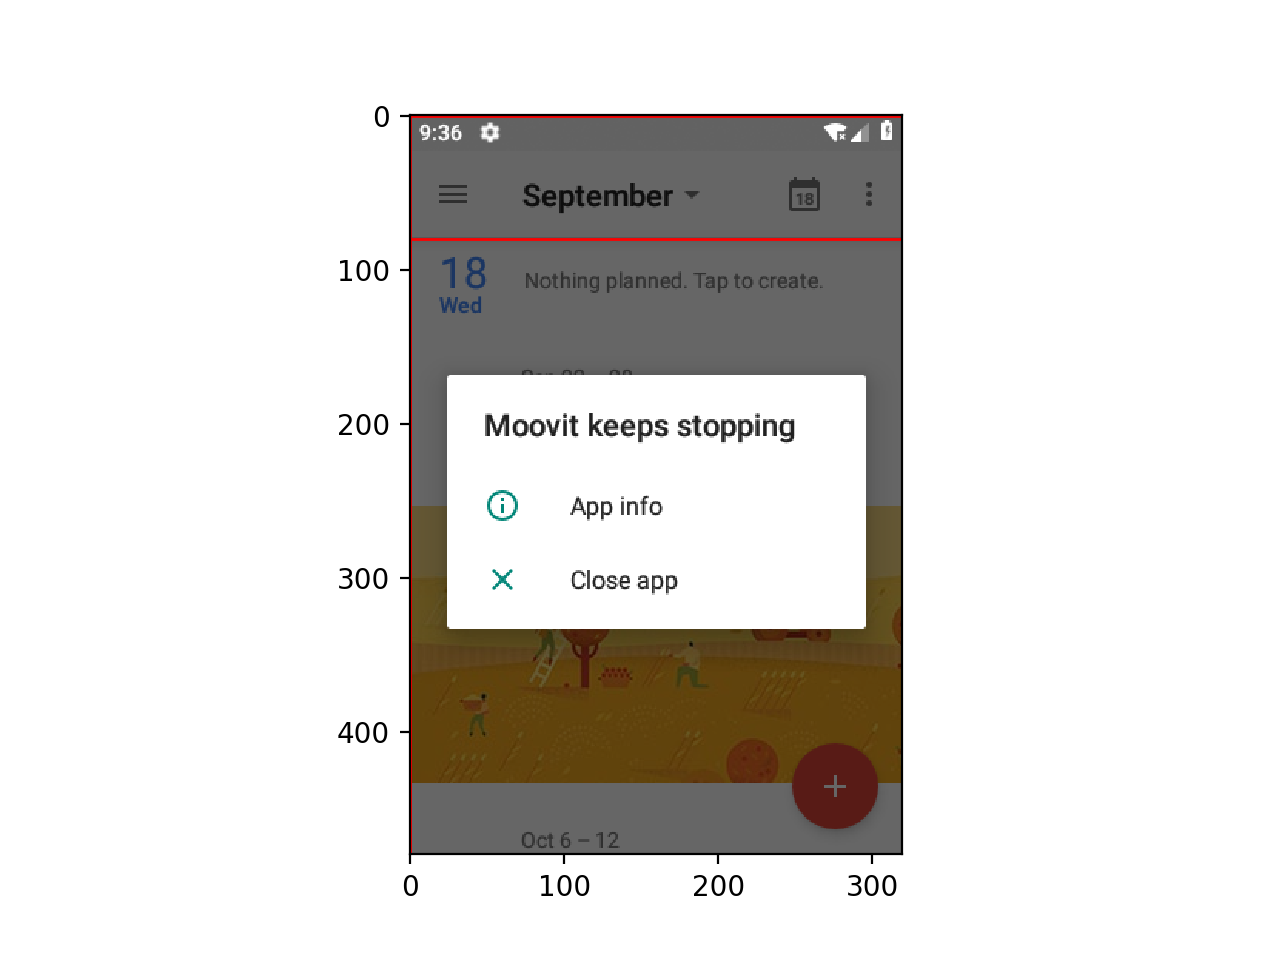 0
9:36
September
18
100
18
Nothing planned. Tap to create.
Wed
200
Moovit keeps stopping
App info
300
Close app
400
Oct 6 – 12
0
100
200
300